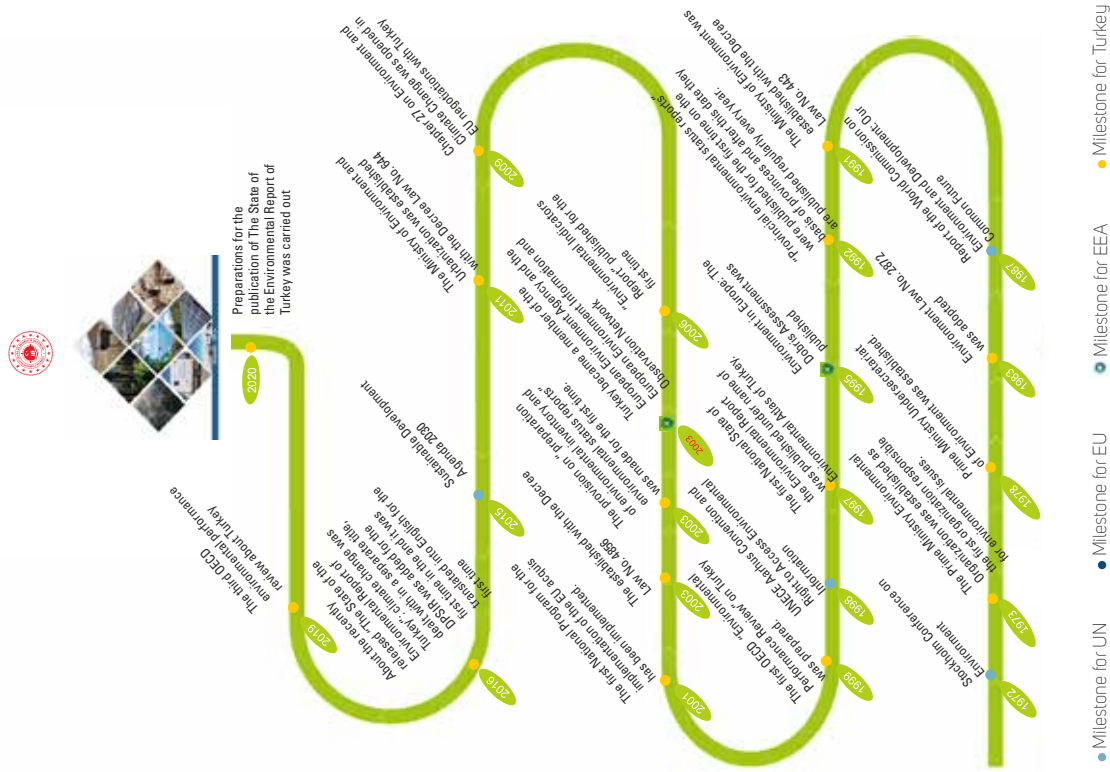 Stockholm Conference on
Environment
1972
The Prime Ministry Environmental
Organization was established as
the first organization responsible
for environmental issues.
1973
Prime Ministry Undersecretariat
of Environment was established.
1978
Environment Law No. 2872
was adopted
1983
Report of the World Commission on
Environment and Development: Our
Common Future
1987
The Ministry of Environment was
established with the Decree
Law No. 443
1991
"Provincial environmental status reports"
were published for the first time on the
basis of provinces and after this date they
are published regularly every year.
1992
Environment in Europe: The
Dobris Assessment was
published
1995
The first National State of
the Environmental Report
was published under name of
Environmental Atlas of Turkey.
1997
UNECE Aarhus Convention and
Right to Access Environmental
Information
1998
The first OECD "Environmental
Performance Review" on Turkey
was prepared.
1999
The first National Program for the
implementation of the EU acquis
has been implemented.
2001
The established with the Decree
Law No. 4856
2003
The provision on " preparation
of environmental inventory and
environmental status reports"
was made for the first time.
2003
Turkey became a member of the
European Environment Agency and the
European Environment Information and
Observation Network
2003
"Environmental Indicators
Report" published for the
first time
2006
Chapter 27 on Environment and
Climate Change was opened in
EU negotiations with Turkey
2009
The Ministry of Environment and
Urbanization was established
with the Decree Law No. 644
2011
Sustainable Development
Agenda 2030
2015
About the recently
released "The State of the
Environmental Report of
Turkey": climate change was
dealt with in a separate title,
DPSIR was added for the
first time in the and it was
translated into English for the
first time
2016
The third OECD
environmental performance
review about Turkey
2019
Preparations for the
publication of The State of
the Environmental Report of
Turkey was carried out
2020
Milestone for UN
Milestone for EU
Milestone for EEA
Milestone for Turkey